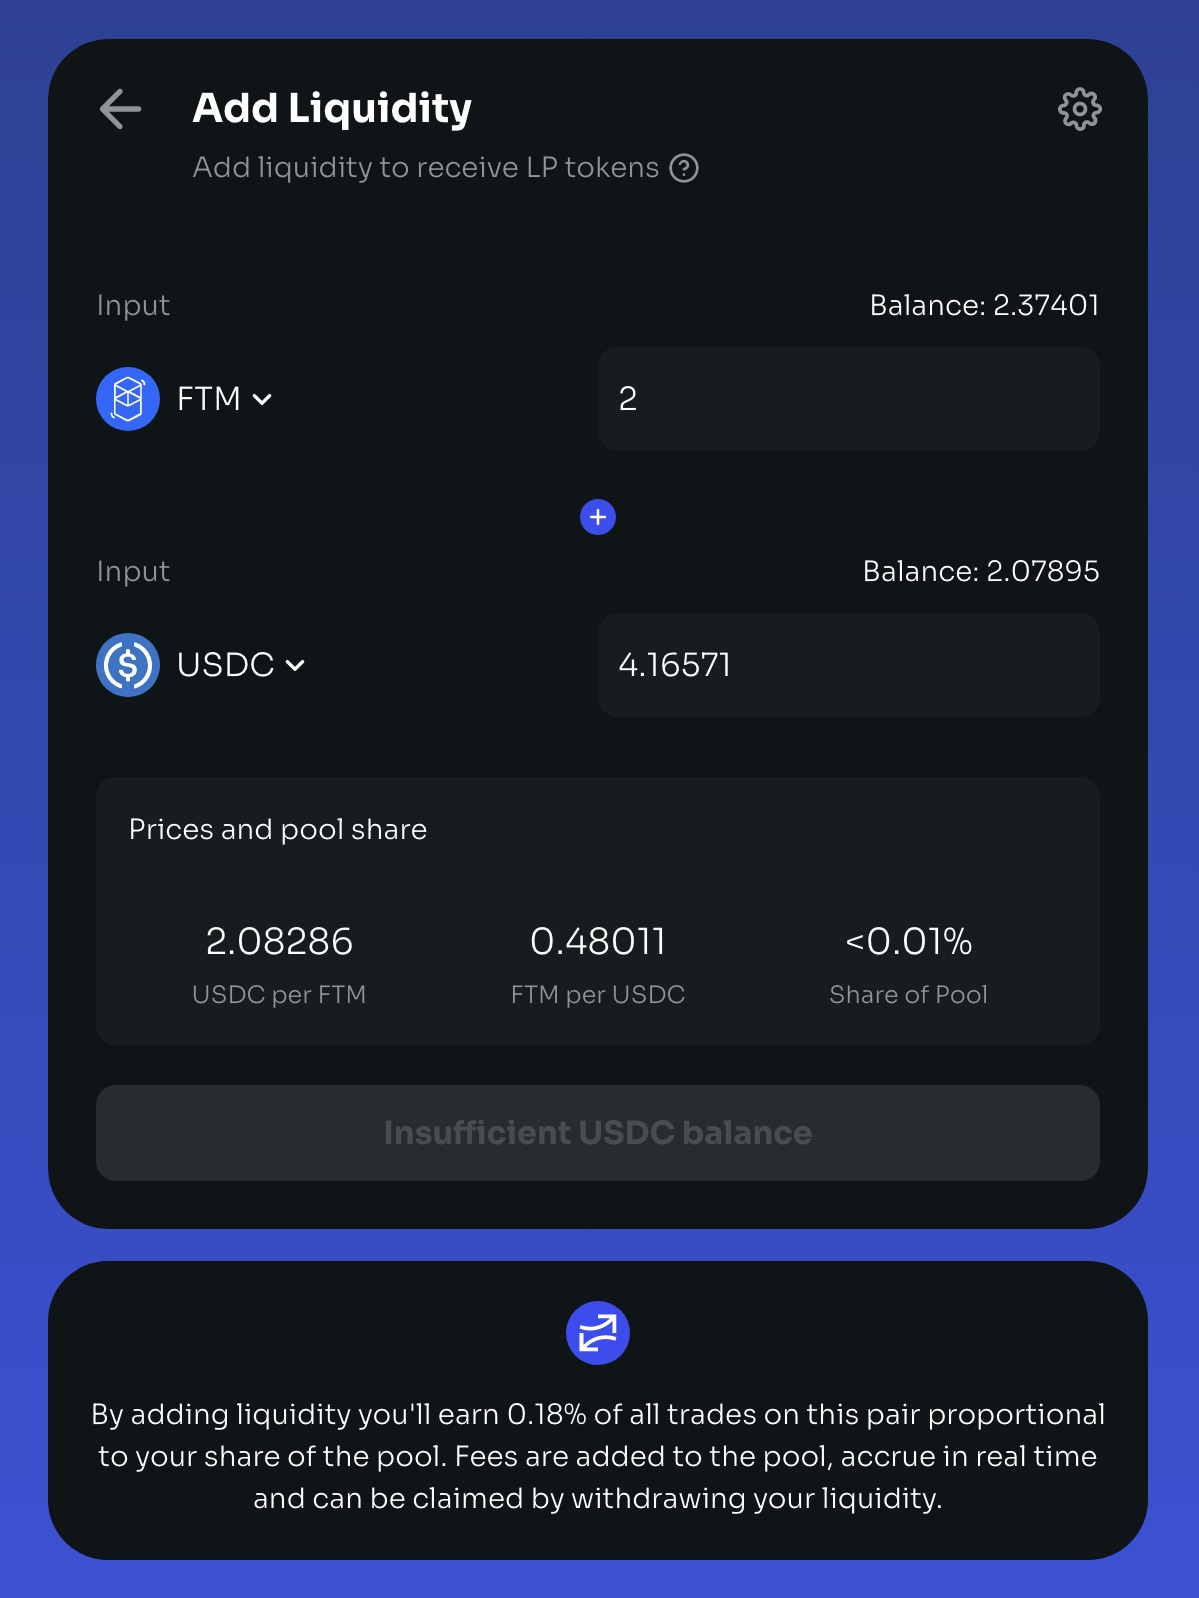 Add Liquidity
Add liquidity to receive LP tokens ?
Input
Balance: 2.37401
FTM
2
+
Input
Balance: 2.07895
$
USDC
4.16571
Prices and pool share
2.08286
0.48011
<0.01%
USDC per FTM
FTM per USDC
Share of Pool
Insufficient USDC balance
By adding liquidity you'll earn 0.18% of all trades on this pair proportional
to your share of the pool. Fees are added to the pool, accrue in real time
and can be claimed by withdrawing your liquidity.